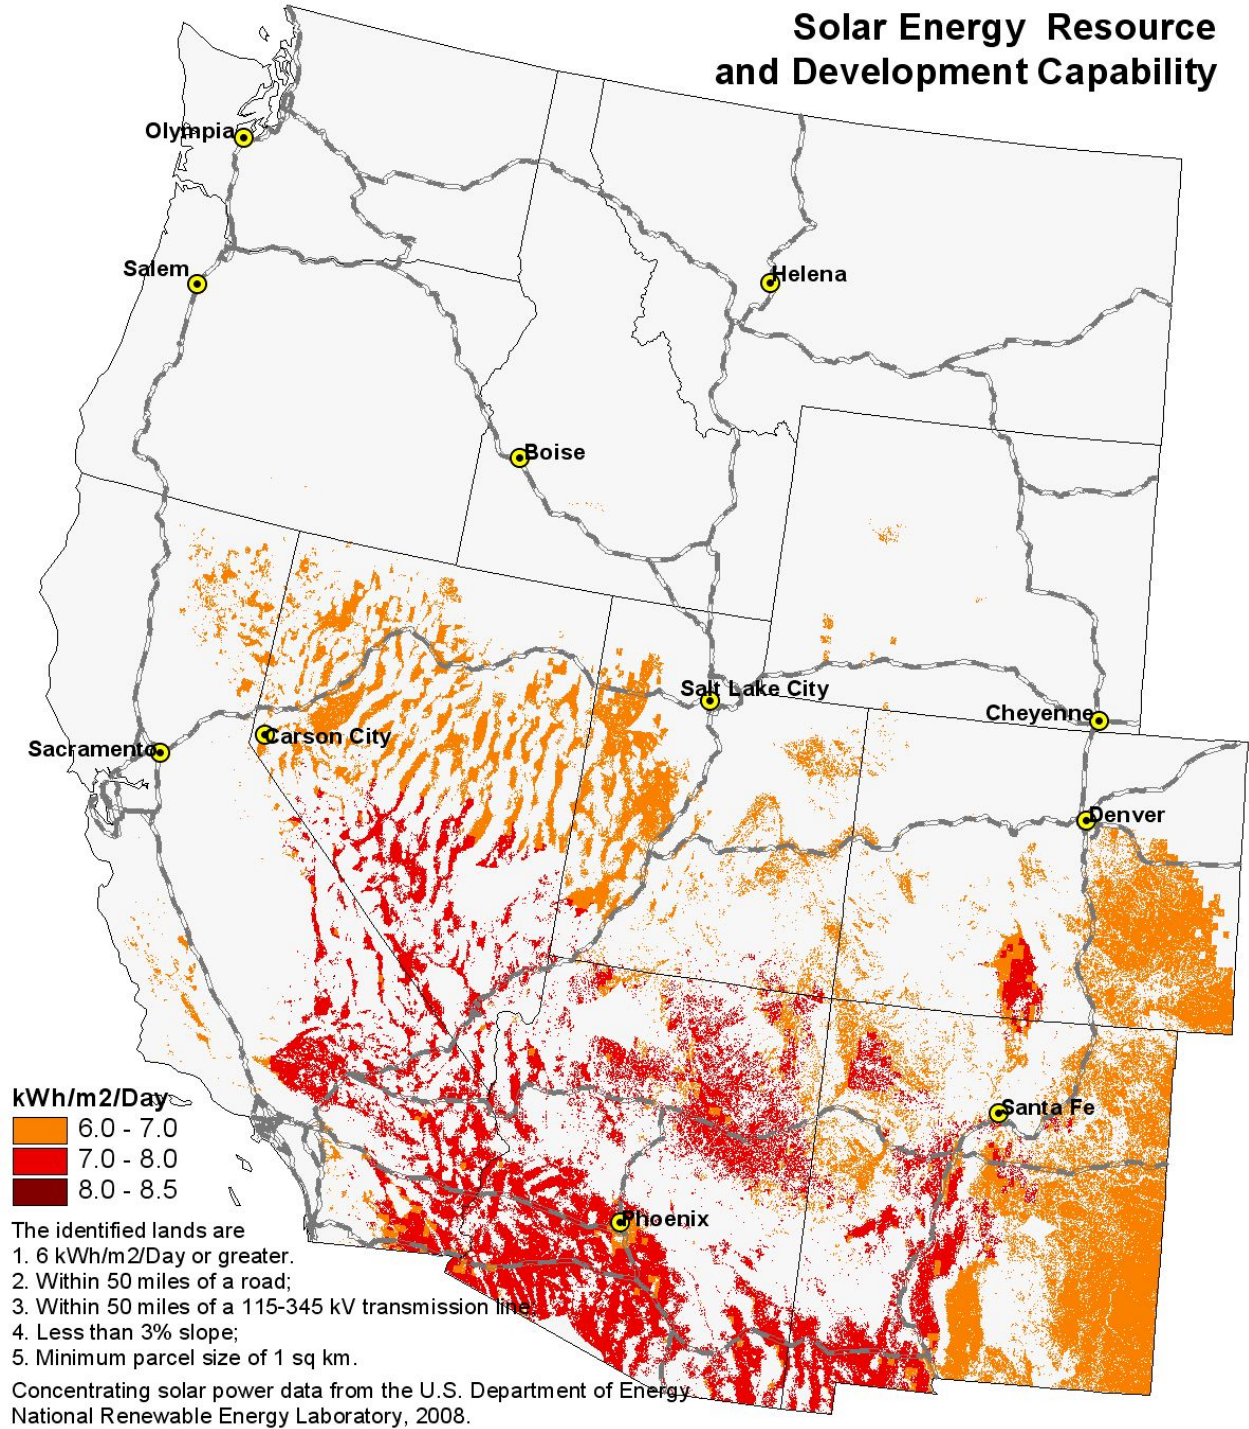 Solar Energy Resource
and Development Capability
Olympia
Salem
Helena
Boise
Salt Lake City
Cheyenne
Carson City
Sacramento
Denver
Santa Fe
Phoenix
kWh/m2/Day
6.0 - 7.0
7.0 - 8.0
8.0 - 8.5
The identified lands are
1. 6 kWh/m2/Day or greater.
2. Within 50 miles of a road;
3. Within 50 miles of a 115-345 kV transmission line;
4. Less than 3% slope;
5. Minimum parcel size of 1 sq km.
Concentrating solar power data from the U.S. Department of Energy
National Renewable Energy Laboratory, 2008.